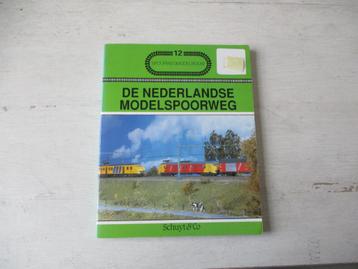 12
DE NEDERLANDSE
MODELSPOORWEG
Schuyt & Co